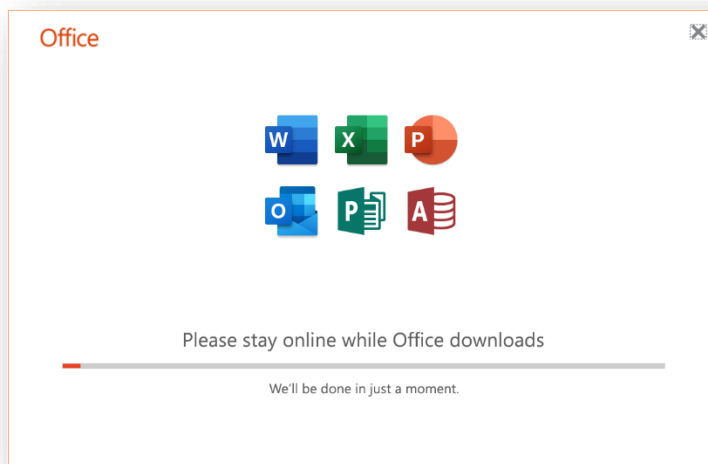 Office
W X P
O P A
Please stay online while Office downloads
We'll be done in just a moment.